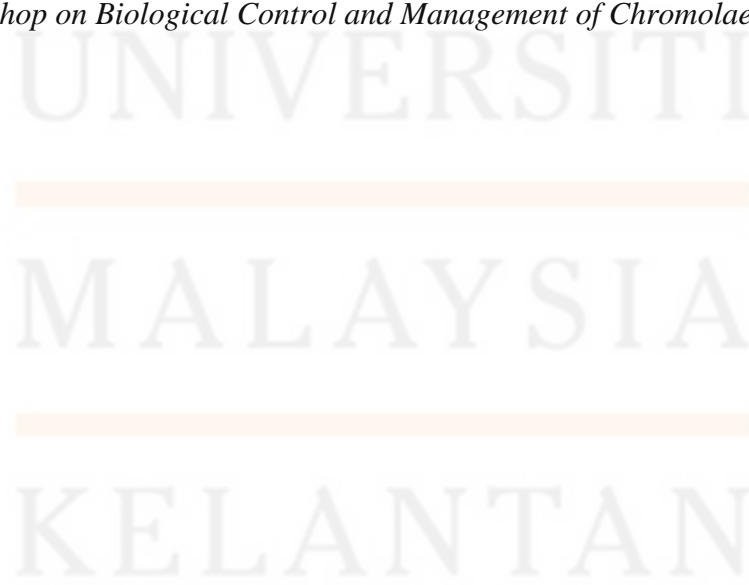 hop on Biological Control and Management of Chromolae
UNIVERSITI
MALAYSIA
KELANTAN